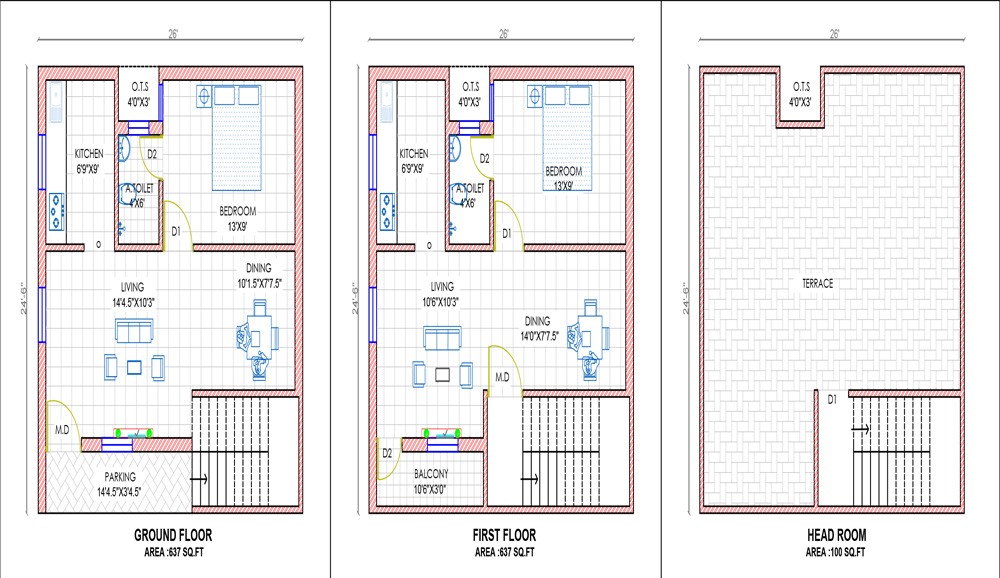 26'
O.T.S
4'0"X3'
KITCHEN
6'9"X9'
D2
A.TOILET
4'X6'
BEDROOM
13'X9'
D1
O
24'-6"
LIVING
14'4.5"X10'3"
DINING
10'1.5"X7'7.5"
M.D
PARKING
14'4.5"X3'4.5"
GROUND FLOOR
AREA :637 SQ.FT
26'
O.T.S
4'0"X3'
KITCHEN
6'9"X9'
D2
A.TOILET
4'X6'
BEDROOM
13'X9'
D1
O
24'-6"
LIVING
10'6"X10'3"
DINING
14'0"X7'7.5"
M.D
D2
BALCONY
10'6"X3'0"
FIRST FLOOR
AREA :637 SQ.FT
26'
O.T.S
4'0"X3'
24'-6"
TERRACE
D1
HEAD ROOM
AREA :100 SQ.FT